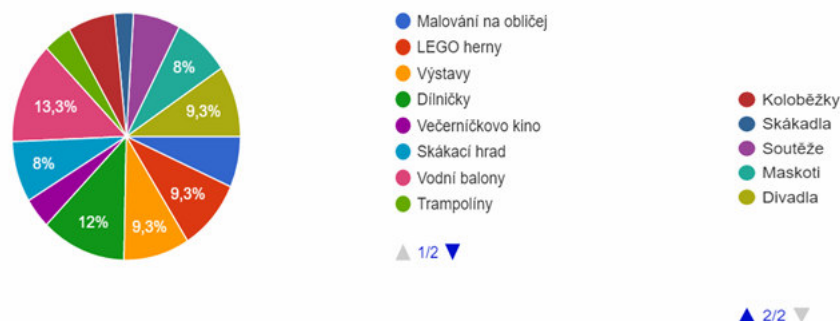 8%
9,3%
13,3%
8%
12%
9,3%
9,3%
Malování na obličej
LEGO herny
Výstavy
Dílničky
Večerníčkovo kino
Skákací hrad
Vodní balony
Trampolíny
1/2
Koloběžky
Skákadla
Soutěže
Maskoti
Divadla
2/2